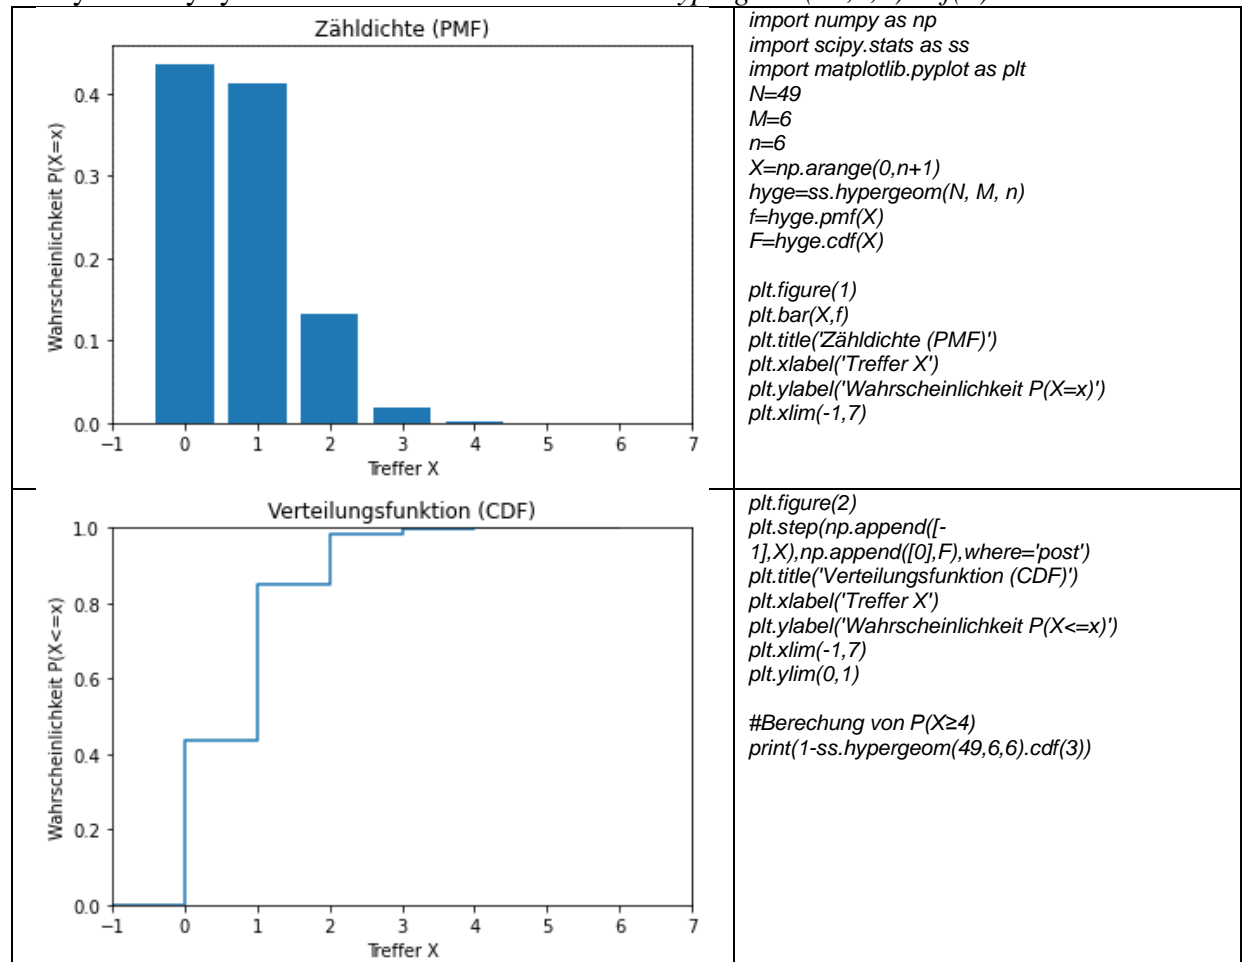 Zähldichte (PMF)
Wahrscheinlichkeit P(X=x)
0.4
0.3
0.2
0.1
0.0
−1 0 1 2 3 4 5 6 7
Treffer X
import numpy as np
import scipy.stats as ss
import matplotlib.pyplot as plt
N=49
M=6
n=6
X=np.arange(0,n+1)
hyge=ss.hypergeom(N, M, n)
f=hyge.pmf(X)
F=hyge.cdf(X)
plt.figure(1)
plt.bar(X,f)
plt.title('Zähldichte (PMF)')
plt.xlabel('Treffer X')
plt.ylabel('Wahrscheinlichkeit P(X=x)')
plt.xlim(-1,7)
Verteilungsfunktion (CDF)
Wahrscheinlichkeit P(X<=x)
1.0
0.8
0.6
0.4
0.2
0.0
−1 0 1 2 3 4 5 6 7
Treffer X
plt.figure(2)
plt.step(np.append([-
1],X),np.append([0],F),where='post')
plt.title('Verteilungsfunktion (CDF)')
plt.xlabel('Treffer X')
plt.ylabel('Wahrscheinlichkeit P(X<=x)')
plt.xlim(-1,7)
plt.ylim(0,1)
#Berechung von P(X≥4)
print(1-ss.hypergeom(49,6,6).cdf(3))